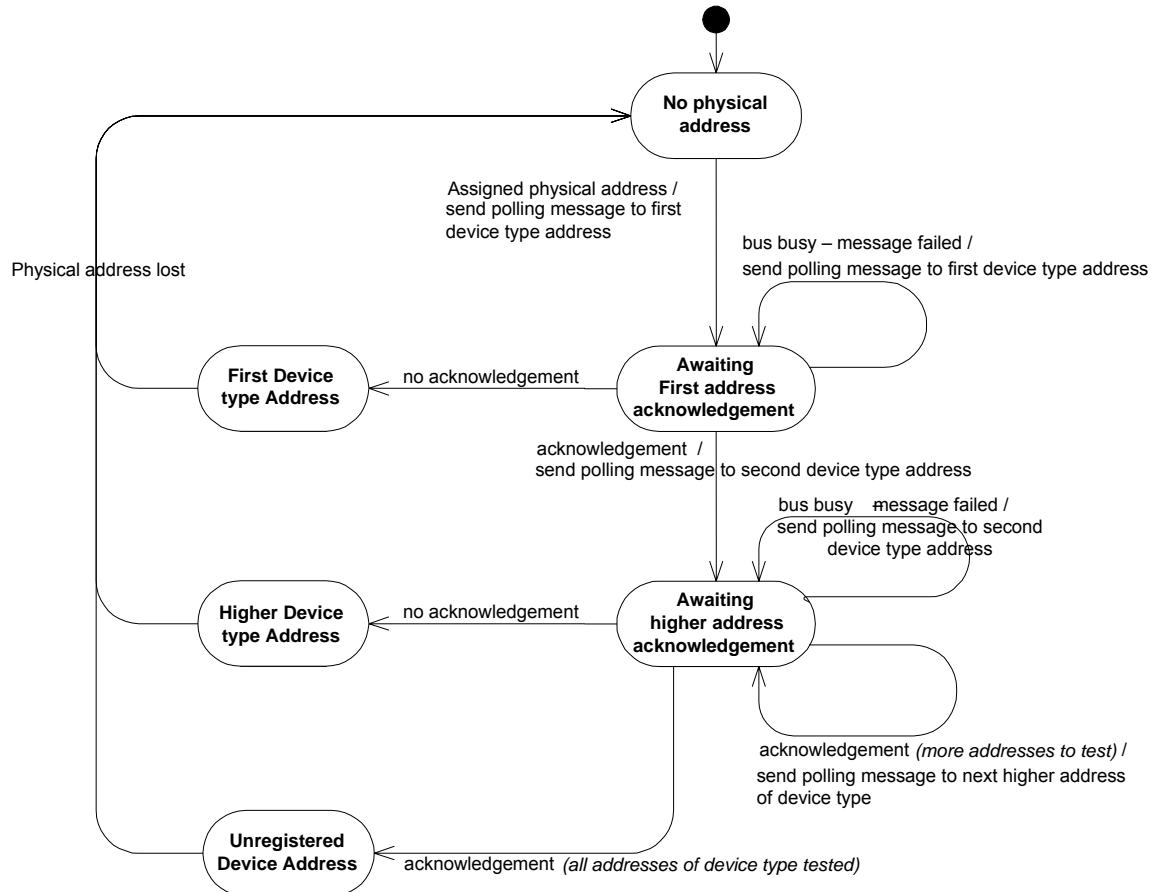 No physical
address
Assigned physical address /
send polling message to first
device type address
bus busy – message failed /
send polling message to first device type address
Physical address lost
First Device
type Address
no acknowledgement
Awaiting
First address
acknowledgement
acknowledgement /
send polling message to second device type address
bus busy – message failed /
send polling message to second
device type address
Higher Device
type Address
no acknowledgement
Awaiting
higher address
acknowledgement
acknowledgement (more addresses to test) /
send polling message to next higher address
of device type
Unregistered
Device Address
acknowledgement (all addresses of device type tested)